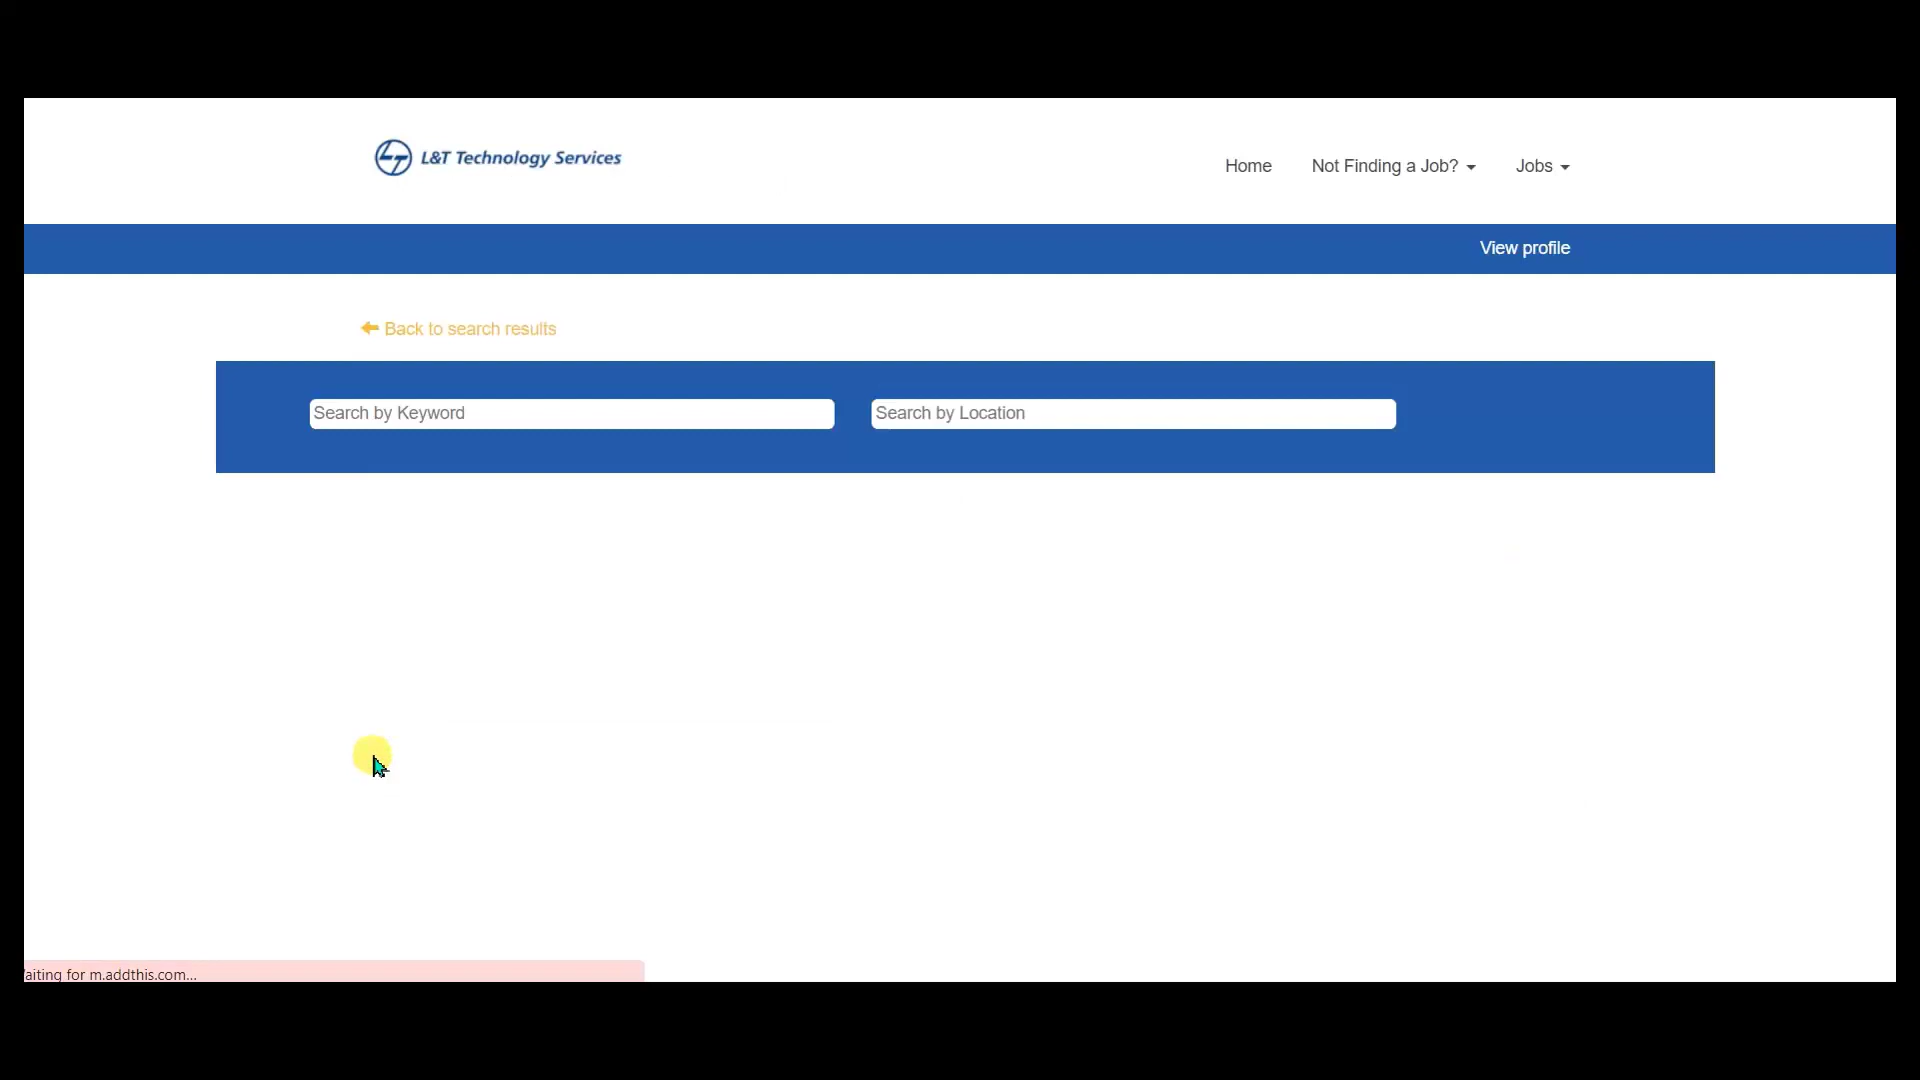 L&T Technology Services
Home Not Finding a Job? Jobs
View profile
Back to search results
Search by Keyword Search by Location
aiting for m.addthis.com...